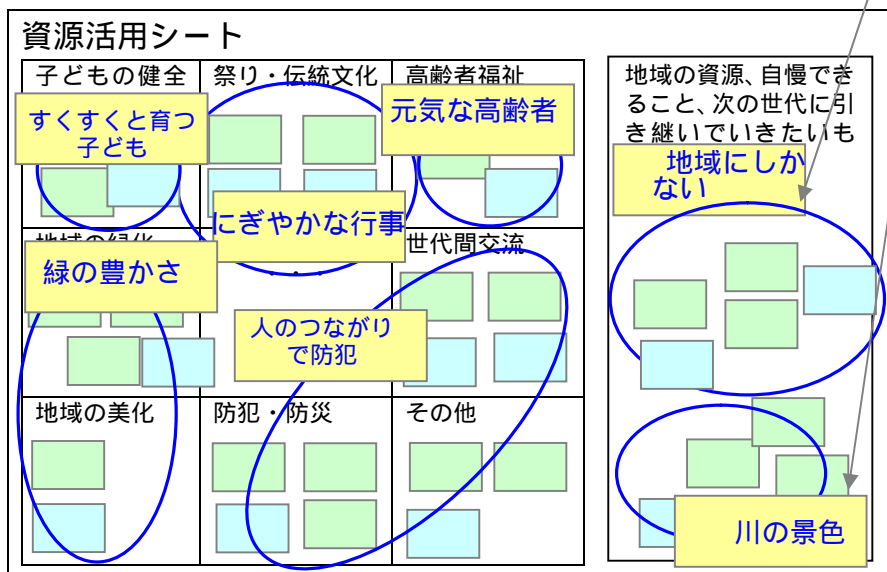 資源活用シート
子どもの健全
祭り・伝統文化
高齢者福祉
すくすくと育つ
子ども
元気な高齢者
にぎやかな行事
緑の豊かさ
世代間交流
人のつながり
で防犯
地域の美化
防犯・防災
その他
地域の資源、自慢でき
ること、次の世代に引
き継いでいきたいも
地域にしか
ない
川の景色